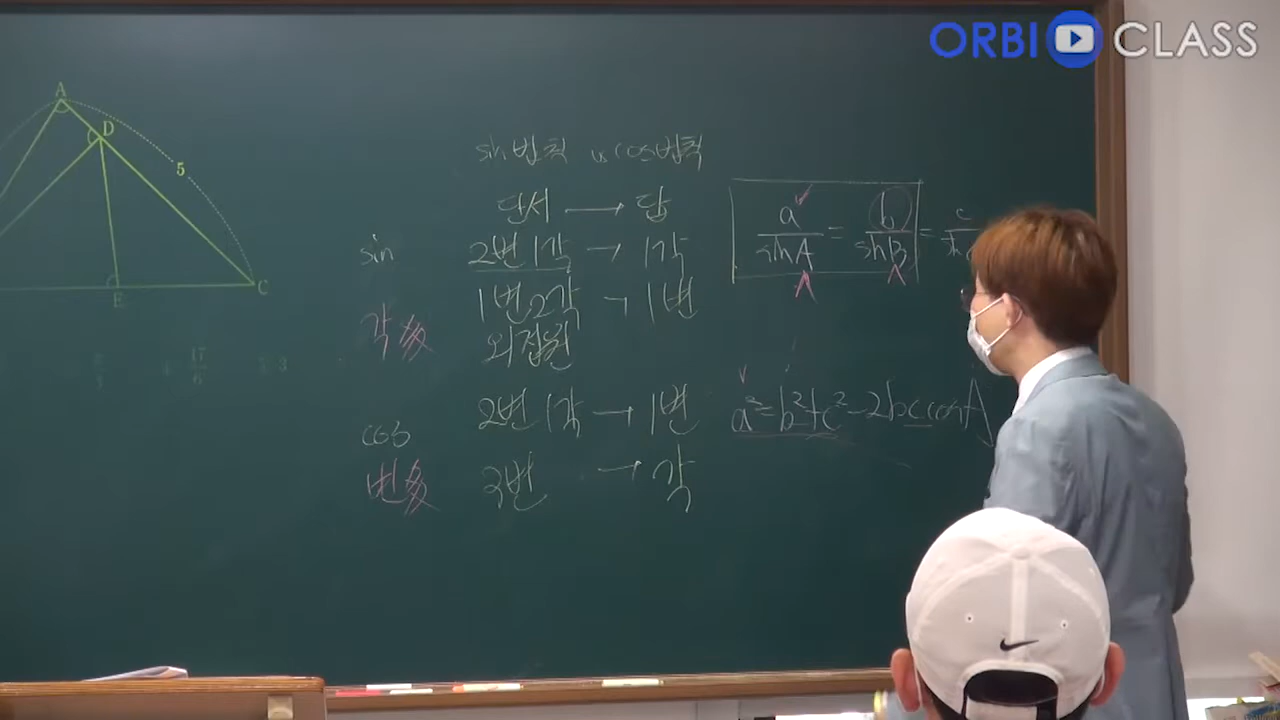 ORBI CLASS
A
D
5
E
C
sin법칙 vs cos법칙
단서 → 답
sin 2변1각 → 1각
각多 1변2각 → 1변
외접원
cos 2변1각 → 1변
변多 3변 → 각
a/sinA = b/sinB = c/
a²=b²+c²-2bc cosA